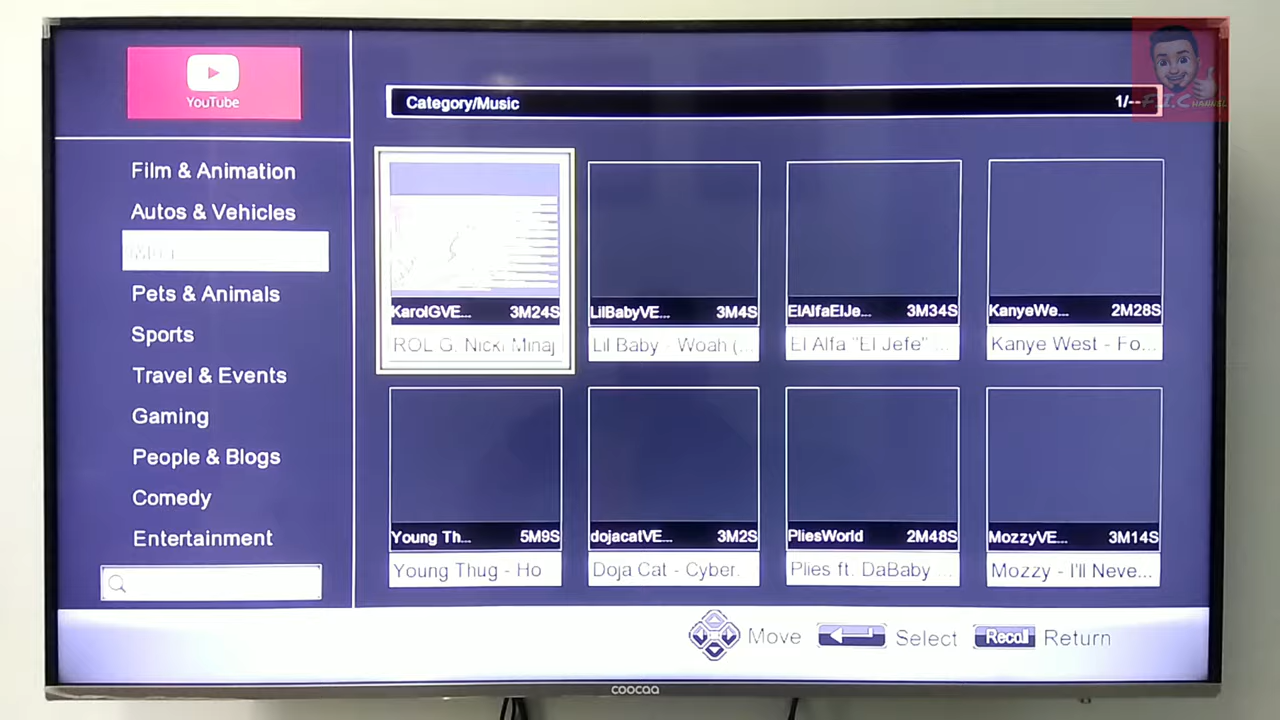 YouTube
Category/Music
1/--
F.I.C CHANNEL
Film & Animation
Autos & Vehicles
Pets & Animals
Sports
Travel & Events
Gaming
People & Blogs
Comedy
Entertainment
KarolGVE... 3M24S
ROL G. Nicki Minaj
LilBabyVE... 3M4S
Lil Baby - Woah (...
ElAlfaElJe... 3M34S
El Alfa "El Jefe" ...
KanyeWe... 2M28S
Kanye West - Fo...
Young Th... 5M9S
Young Thug - Ho
dojacatVE... 3M2S
Doja Cat - Cyber.
PliesWorld 2M48S
Plies ft. DaBaby ...
MozzyVE... 3M14S
Mozzy - I'll Neve...
Move
Select
Recall
Return
coocaa